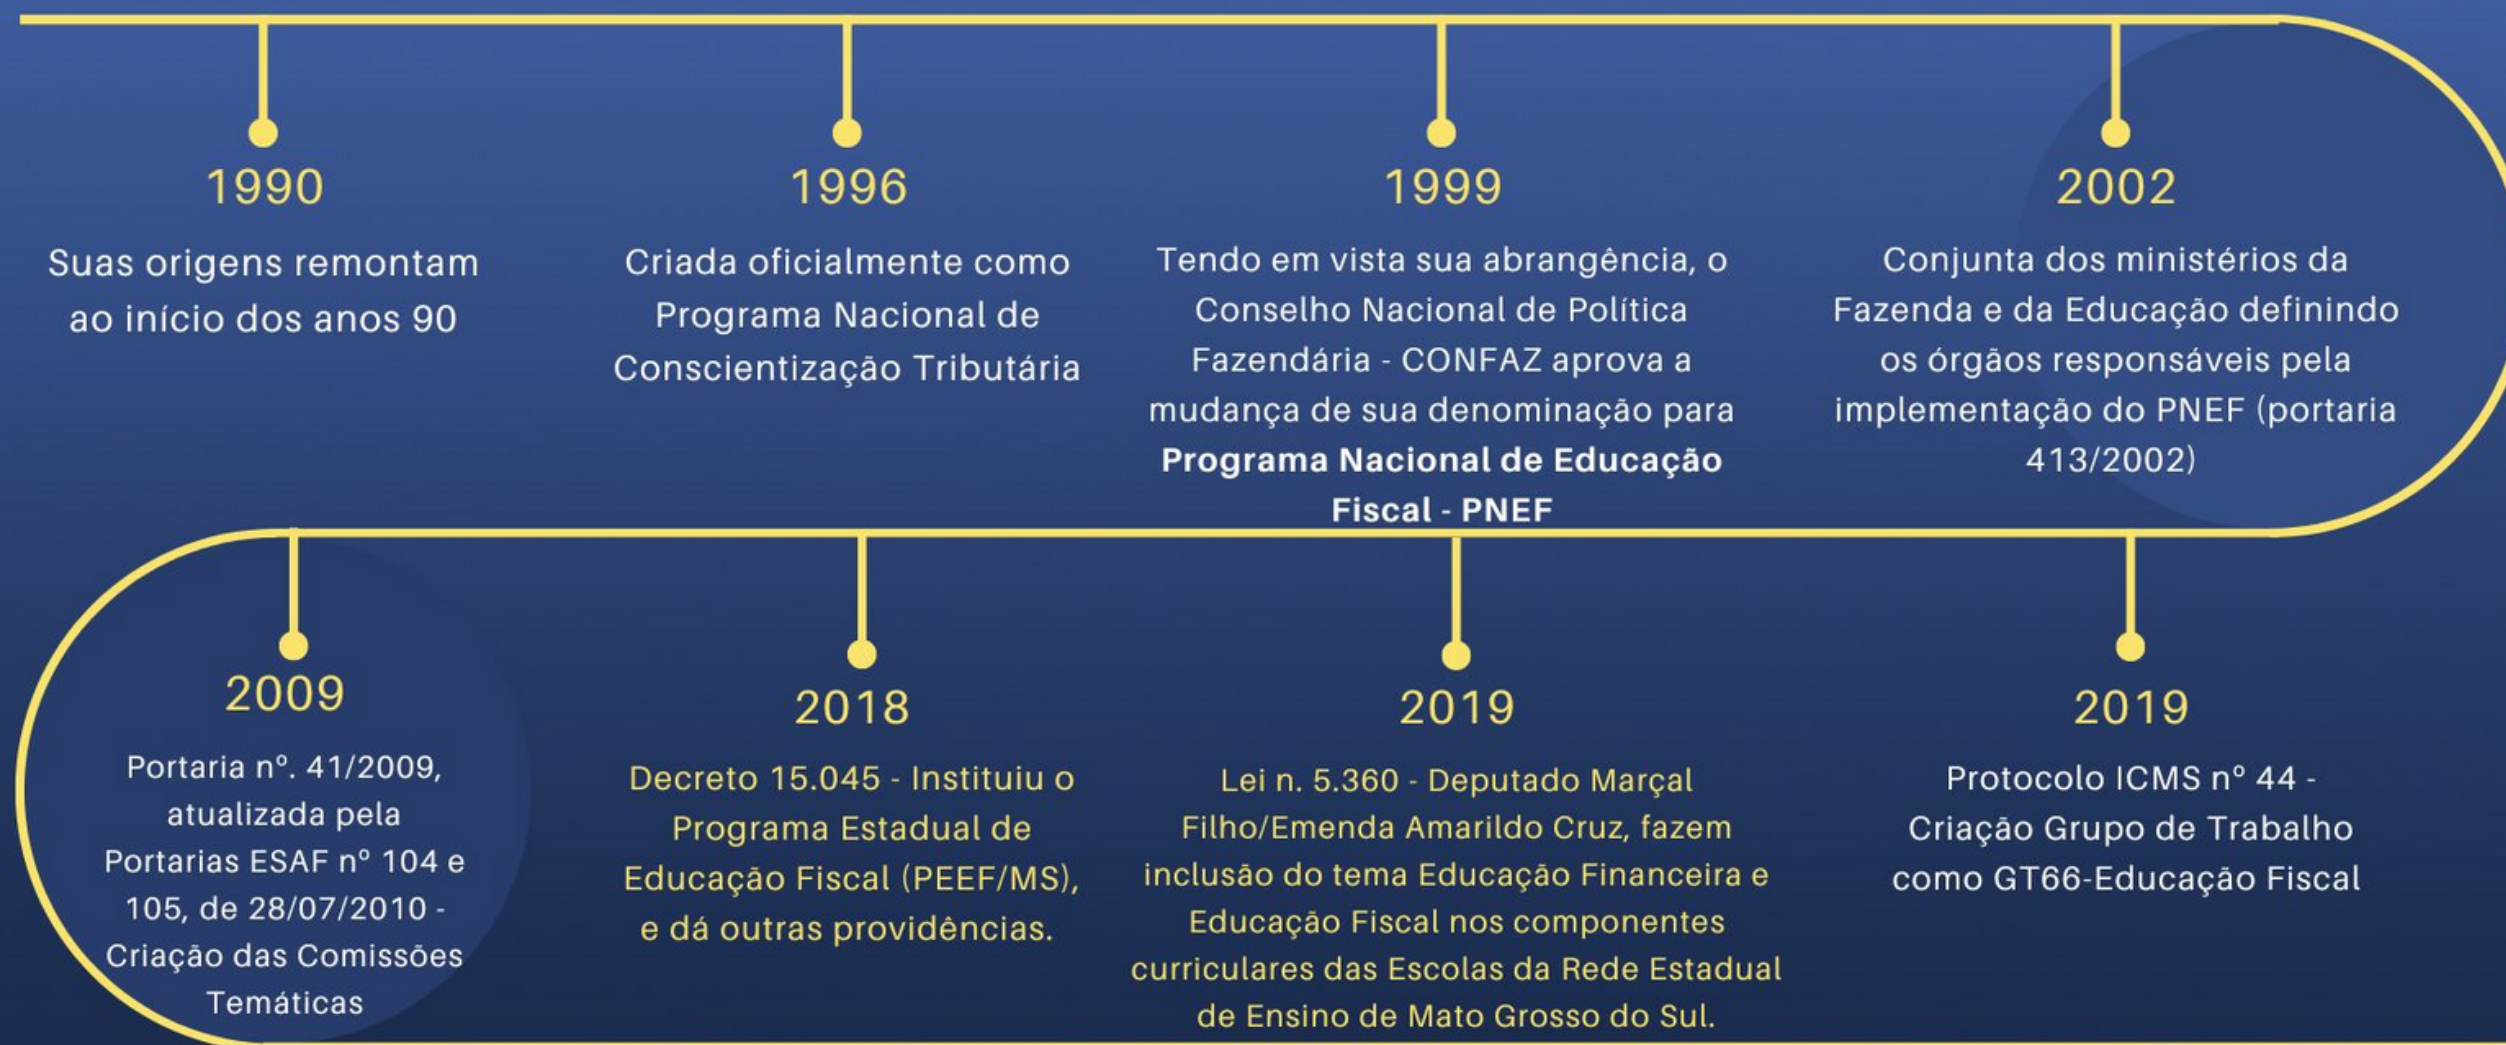 1990
Suas origens remontam
ao início dos anos 90
1996
Criada oficialmente como
Programa Nacional de
Conscientização Tributária
1999
Tendo em vista sua abrangência, o
Conselho Nacional de Política
Fazendária - CONFAZ aprova a
mudança de sua denominação para
Programa Nacional de Educação
Fiscal - PNEF
2002
Conjunta dos ministérios da
Fazenda e da Educação definindo
os órgãos responsáveis pela
implementação do PNEF (portaria
413/2002)
2009
Portaria nº. 41/2009,
atualizada pela
Portarias ESAF nº 104 e
105, de 28/07/2010 -
Criação das Comissões
Temáticas
2018
Decreto 15.045 - Instituiu o
Programa Estadual de
Educação Fiscal (PEEF/MS),
e dá outras providências.
2019
Lei n. 5.360 - Deputado Marçal
Filho/Emenda Amarildo Cruz, fazem
inclusão do tema Educação Financeira e
Educação Fiscal nos componentes
curriculares das Escolas da Rede Estadual
de Ensino de Mato Grosso do Sul.
2019
Protocolo ICMS nº 44 -
Criação Grupo de Trabalho
como GT66-Educação Fiscal